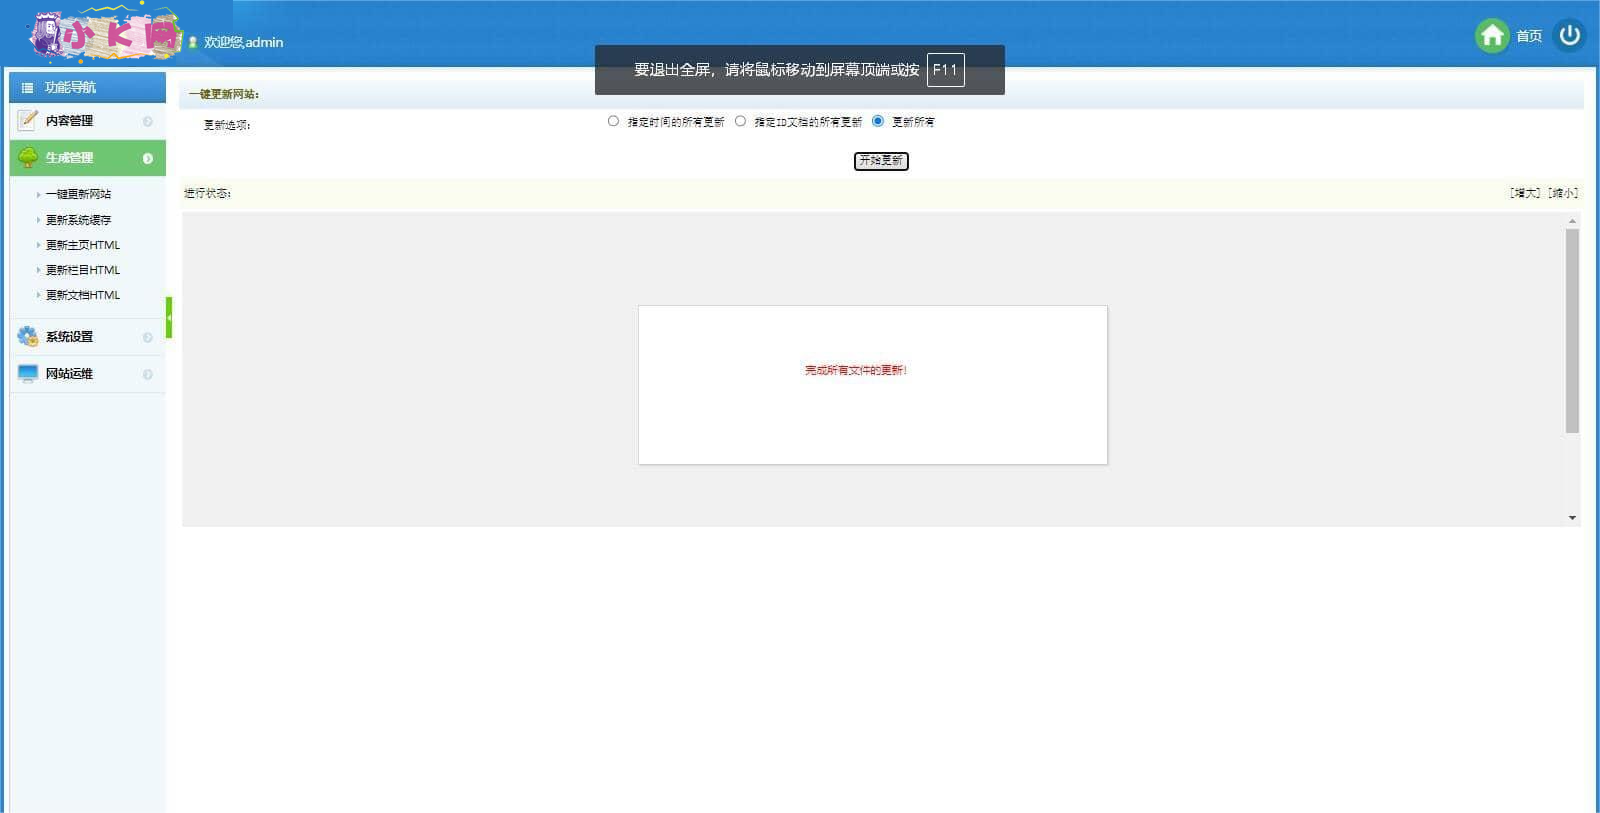 小K网
欢迎您,admin
首页
要退出全屏，请将鼠标移动到屏幕顶端或按 F11
功能导航
内容管理
生成管理
一键更新网站
更新系统缓存
更新主页HTML
更新栏目HTML
更新文档HTML
系统设置
网站运维
一键更新网站：
更新选项：
指定时间的所有更新 指定ID文档的所有更新 更新所有
开始更新
进行状态：
[增大] [缩小]
完成所有文件的更新！